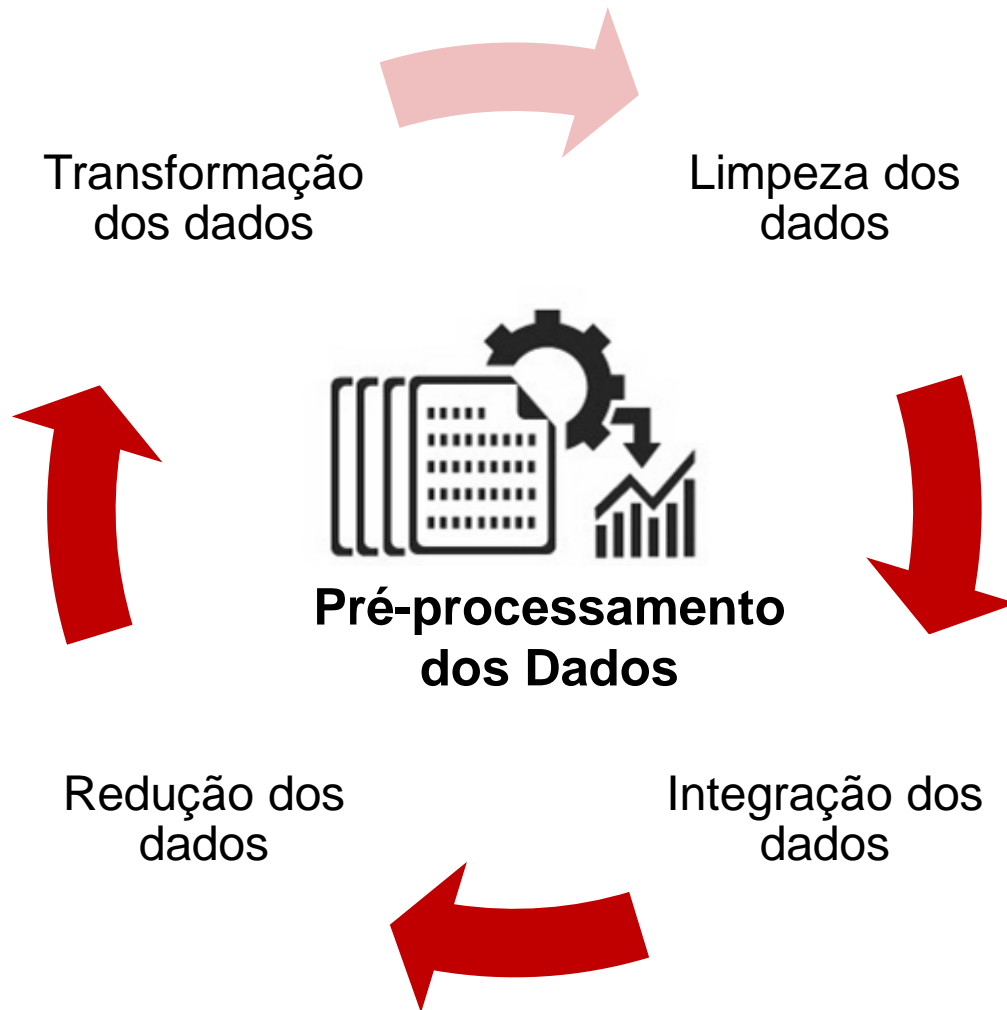 Transformação
dos dados
Limpeza dos
dados
Pré-processamento
dos Dados
Redução dos
dados
Integração dos
dados